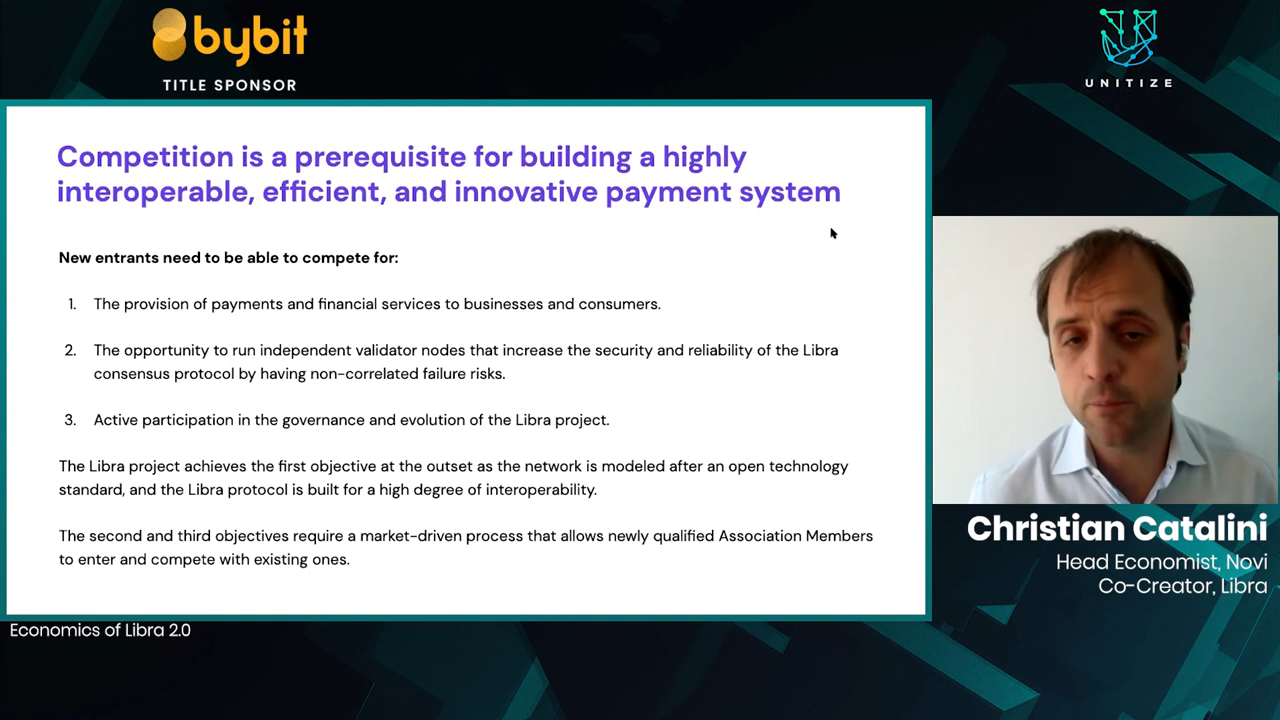 bybit
TITLE SPONSOR
UNITIZE
Competition is a prerequisite for building a highly
interoperable, efficient, and innovative payment system
New entrants need to be able to compete for:
1. The provision of payments and financial services to businesses and consumers.
2. The opportunity to run independent validator nodes that increase the security and reliability of the Libra
consensus protocol by having non-correlated failure risks.
3. Active participation in the governance and evolution of the Libra project.
The Libra project achieves the first objective at the outset as the network is modeled after an open technology
standard, and the Libra protocol is built for a high degree of interoperability.
The second and third objectives require a market-driven process that allows newly qualified Association Members
to enter and compete with existing ones.
Christian Catalini
Head Economist, Novi
Co-Creator, Libra
Economics of Libra 2.0